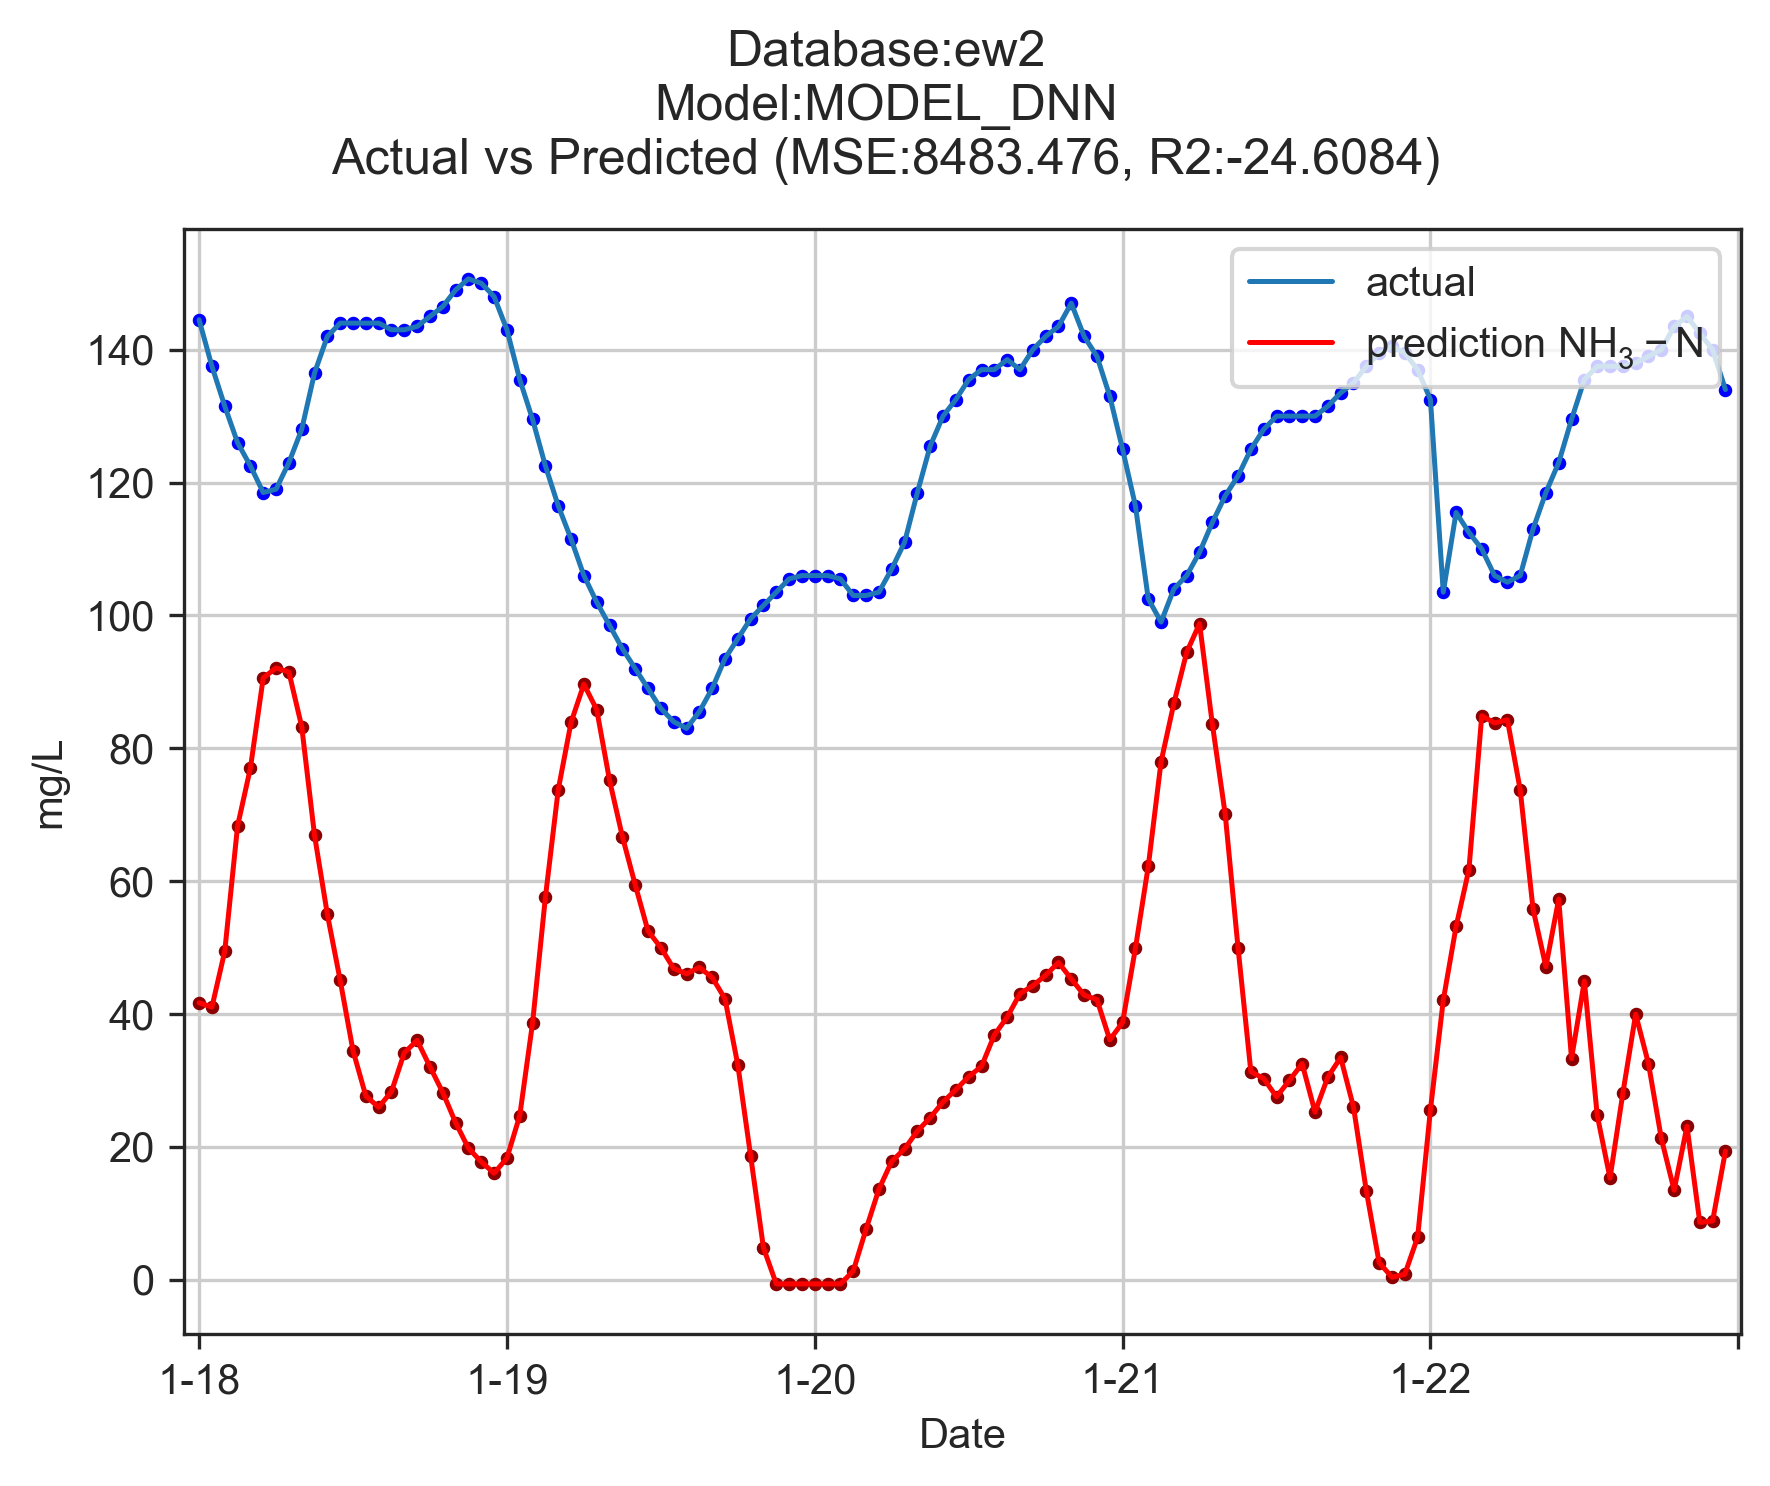 Database:ew2
Model:MODEL_DNN
Actual vs Predicted (MSE:8483.476, R2:-24.6084)
actual
prediction NH₃ − N
140
120
100
80
60
40
20
0
mg/L
1-18 1-19 1-20 1-21 1-22
Date